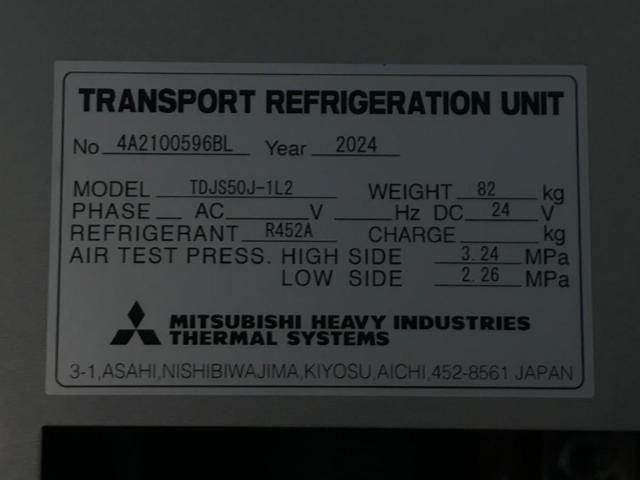 TRANSPORT REFRIGERATION UNIT
No 4A2100596BL Year 2024
MODEL TDJS50J-1L2 WEIGHT 82 kg
PHASE AC V Hz DC 24 V
REFRIGERANT R452A CHARGE kg
AIR TEST PRESS. HIGH SIDE 3.24 MPa
LOW SIDE 2.26 MPa
MITSUBISHI HEAVY INDUSTRIES
THERMAL SYSTEMS
3-1,ASAHI,NISHIBIWAJIMA,KIYOSU,AICHI,452-8561 JAPAN